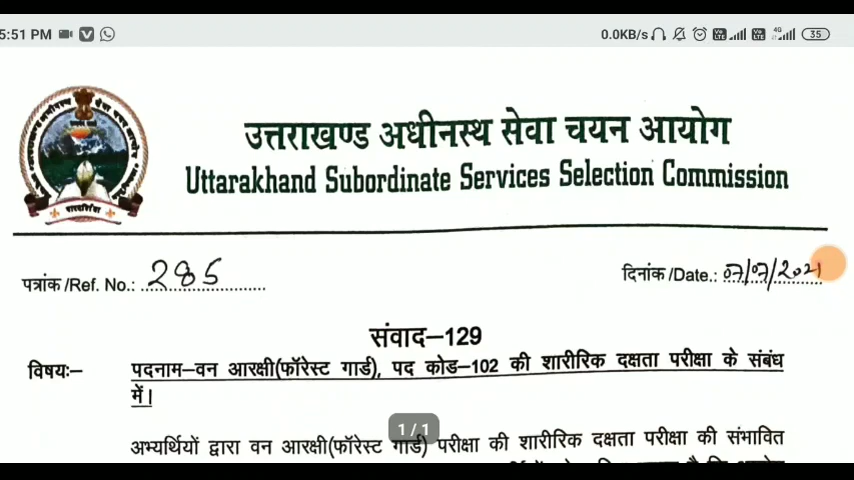 5:51 PM
0.0KB/s
4G
35
उत्तराखण्ड अधीनस्थ सेवा चयन आयोग
Uttarakhand Subordinate Services Selection Commission
पत्रांक /Ref. No.: 285
दिनांक /Date.: 07/07/2021
संवाद–129
विषयः– पदनाम–वन आरक्षी(फॉरेस्ट गार्ड), पद कोड–102 की शारीरिक दक्षता परीक्षा के संबंध
में।
1/1
अभ्यर्थियों द्वारा वन आरक्षी(फॉरेस्ट गार्ड) परीक्षा की शारीरिक दक्षता परीक्षा की संभावित